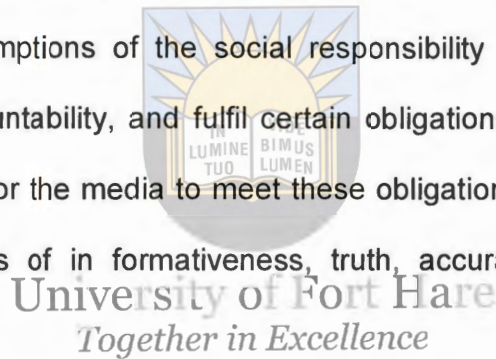 mptions of the social responsibility
untability, and fulfil certain obligation
IN
LUMINE
TUO
BIMUS
LUMEN
or the media to meet these obligation
s of in formativeness, truth, accura
University of Fort Hare
Together in Excellence